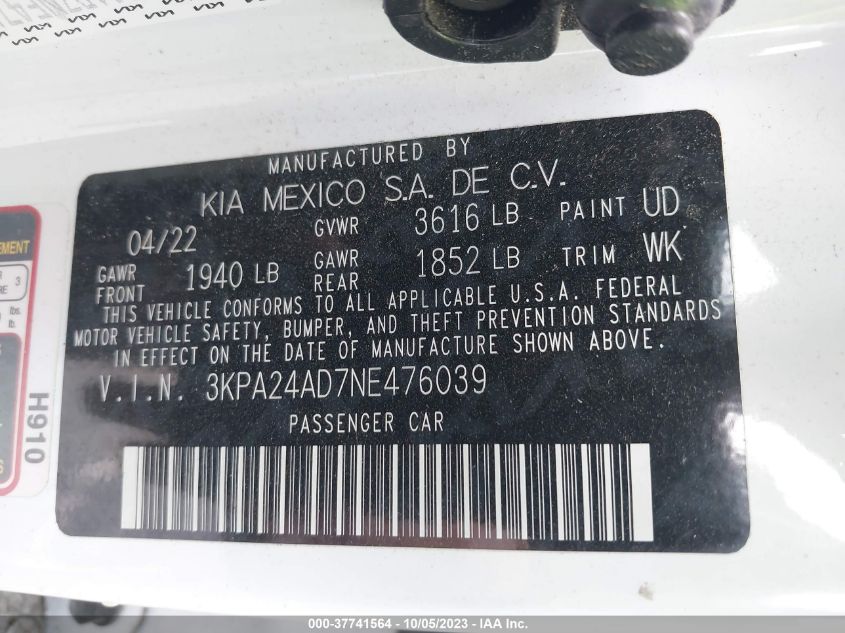 MANUFACTURED BY
KIA MEXICO S.A. DE C.V.
04/22 GVWR 3616 LB PAINT UD
GAWR FRONT 1940 LB GAWR REAR 1852 LB TRIM WK
THIS VEHICLE CONFORMS TO ALL APPLICABLE U.S.A. FEDERAL
MOTOR VEHICLE SAFETY, BUMPER, AND THEFT PREVENTION STANDARDS
IN EFFECT ON THE DATE OF MANUFACTURE SHOWN ABOVE.
V.I.N. 3KPA24AD7NE476039
PASSENGER CAR
3
lbs.
lb.
H910
000-37741564 - 10/05/2023 - IAA Inc.